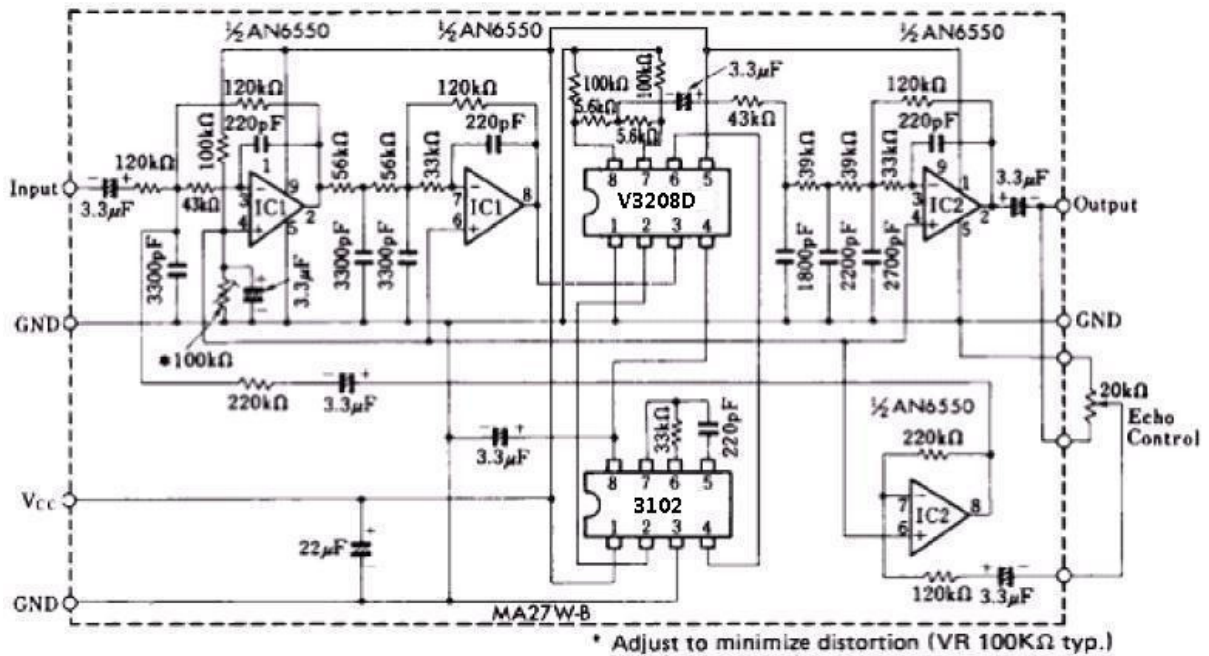 ½AN6550
½AN6550
½AN6550
120kΩ
220pF
100kΩ
120kΩ
43kΩ
Input
3.3µF
1
9
3
4
IC1
2
5
3300pF
3.3µF
*100kΩ
56kΩ
56kΩ
33kΩ
3300pF
3300pF
120kΩ
220pF
7
6
IC1
8
100kΩ
100kΩ
5.6kΩ
5.6kΩ
3.3µF
43kΩ
8 7 6 5
V3208D
1 2 3 4
39kΩ
39kΩ
33kΩ
1800pF
2200pF
2700pF
120kΩ
220pF
9
1
3
4
IC2
2
5
3.3µF
Output
GND
GND
220kΩ
3.3µF
3.3µF
33kΩ
220pF
8 7 6 5
3102
1 2 3 4
½AN6550
220kΩ
7
6
IC2
8
120kΩ
3.3µF
20kΩ
Echo
Control
VCC
22µF
GND
MA27W-B
* Adjust to minimize distortion (VR 100KΩ typ.)